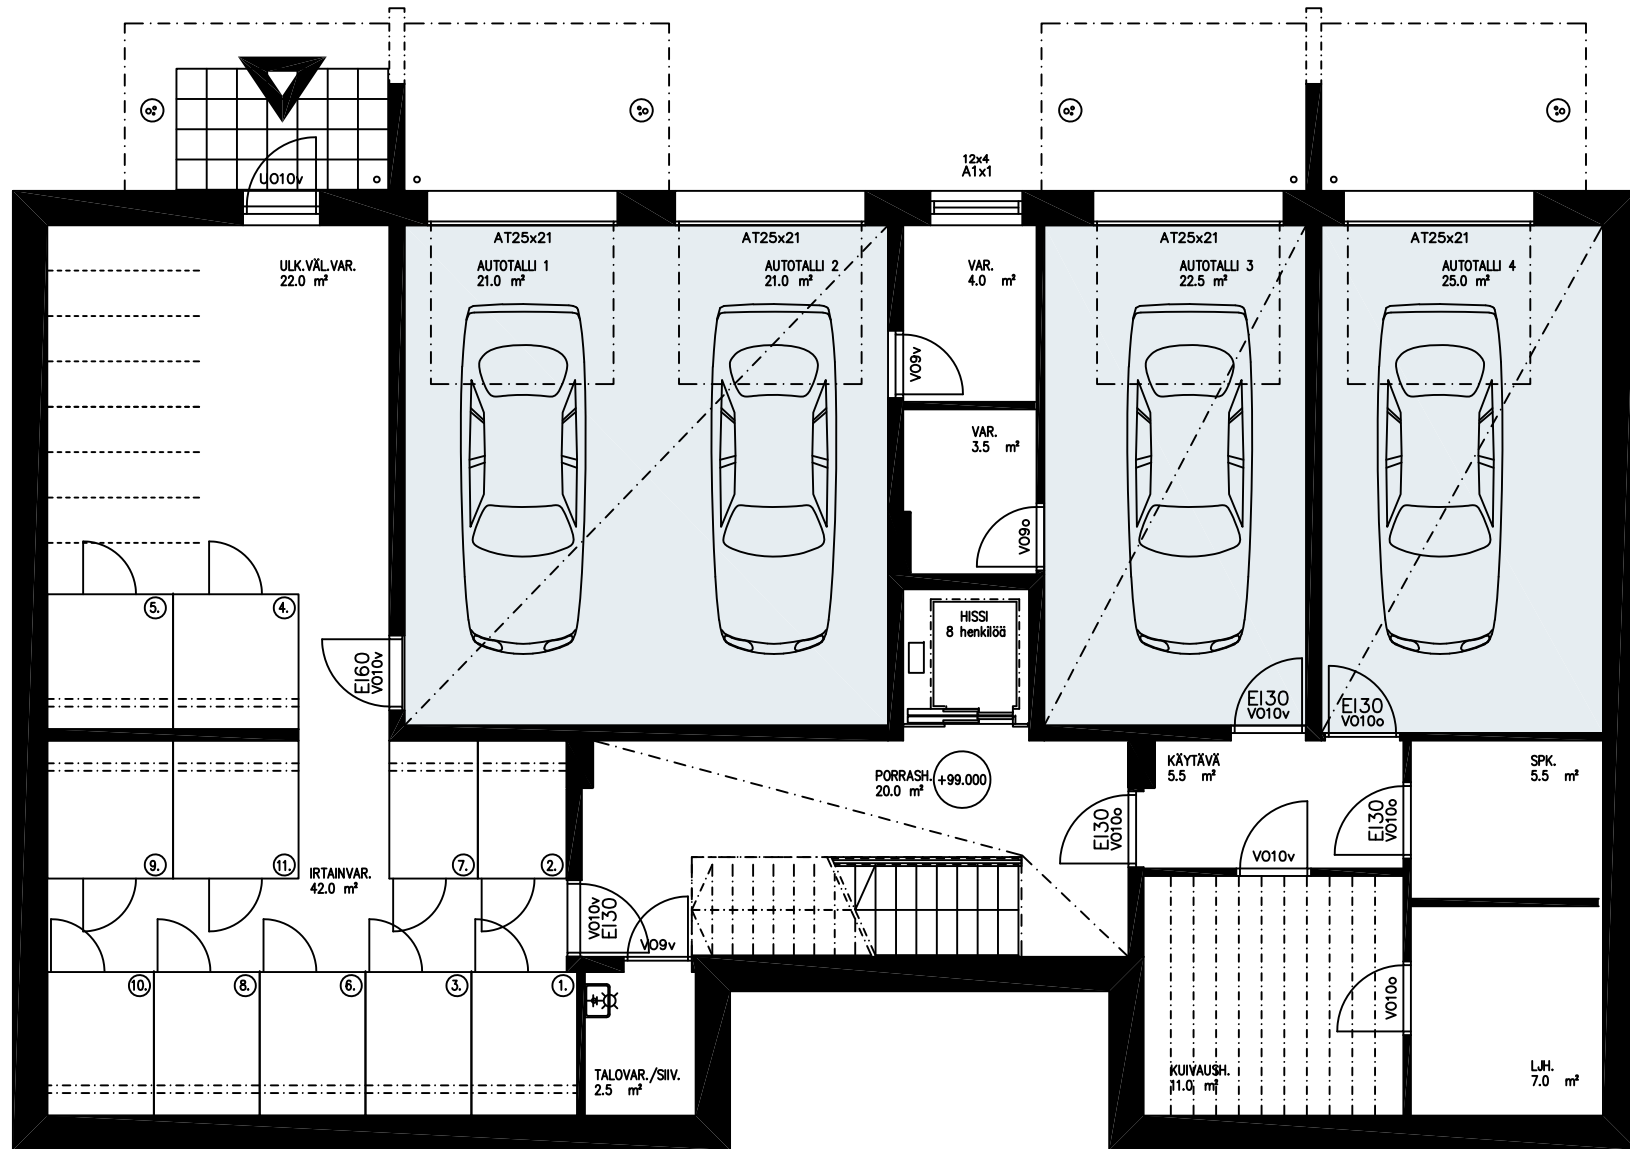 12x4
A1x1
UO10v
AT25x21
AT25x21
AT25x21
AT25x21
ULK.VÄL.VAR.
22.0 m²
AUTOTALLI 1
21.0 m²
AUTOTALLI 2
21.0 m²
VAR.
4.0 m²
AUTOTALLI 3
22.5 m²
AUTOTALLI 4
25.0 m²
VO9v
VAR.
3.5 m²
VO9o
5.
4.
HISSI
8 henkilöä
EI60
VO10v
EI30
VO10v
EI30
VO10o
PORRASH.
20.0 m²
+99.000
KÄYTÄVÄ
5.5 m²
SPK.
5.5 m²
EI30
VO10o
EI30
VO10o
9.
11.
7.
2.
IRTAINVAR.
42.0 m²
VO10v
VO10v
EI30
VO9v
10.
8.
6.
3.
1.
VO10o
TALOVAR./SIIV.
2.5 m²
KUIVAUSH.
11.0 m²
LJH.
7.0 m²